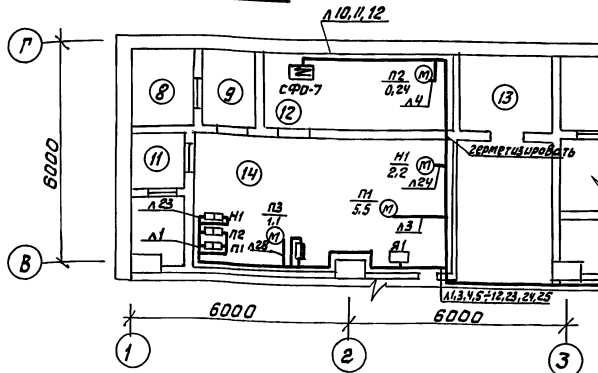 л10,11,12
Г
8
9
СФО-7
12
П2
0,24
М
л4
13
герметизировать
6000
11
14
Н1
2,2
М
л24
П1
5,5
М
л3
л23
Н1
П2
П1
л1
П3
1,1
М
л28
Я1
В
л1,3,4,5÷12,23,24,25
6000
6000
1
2
3